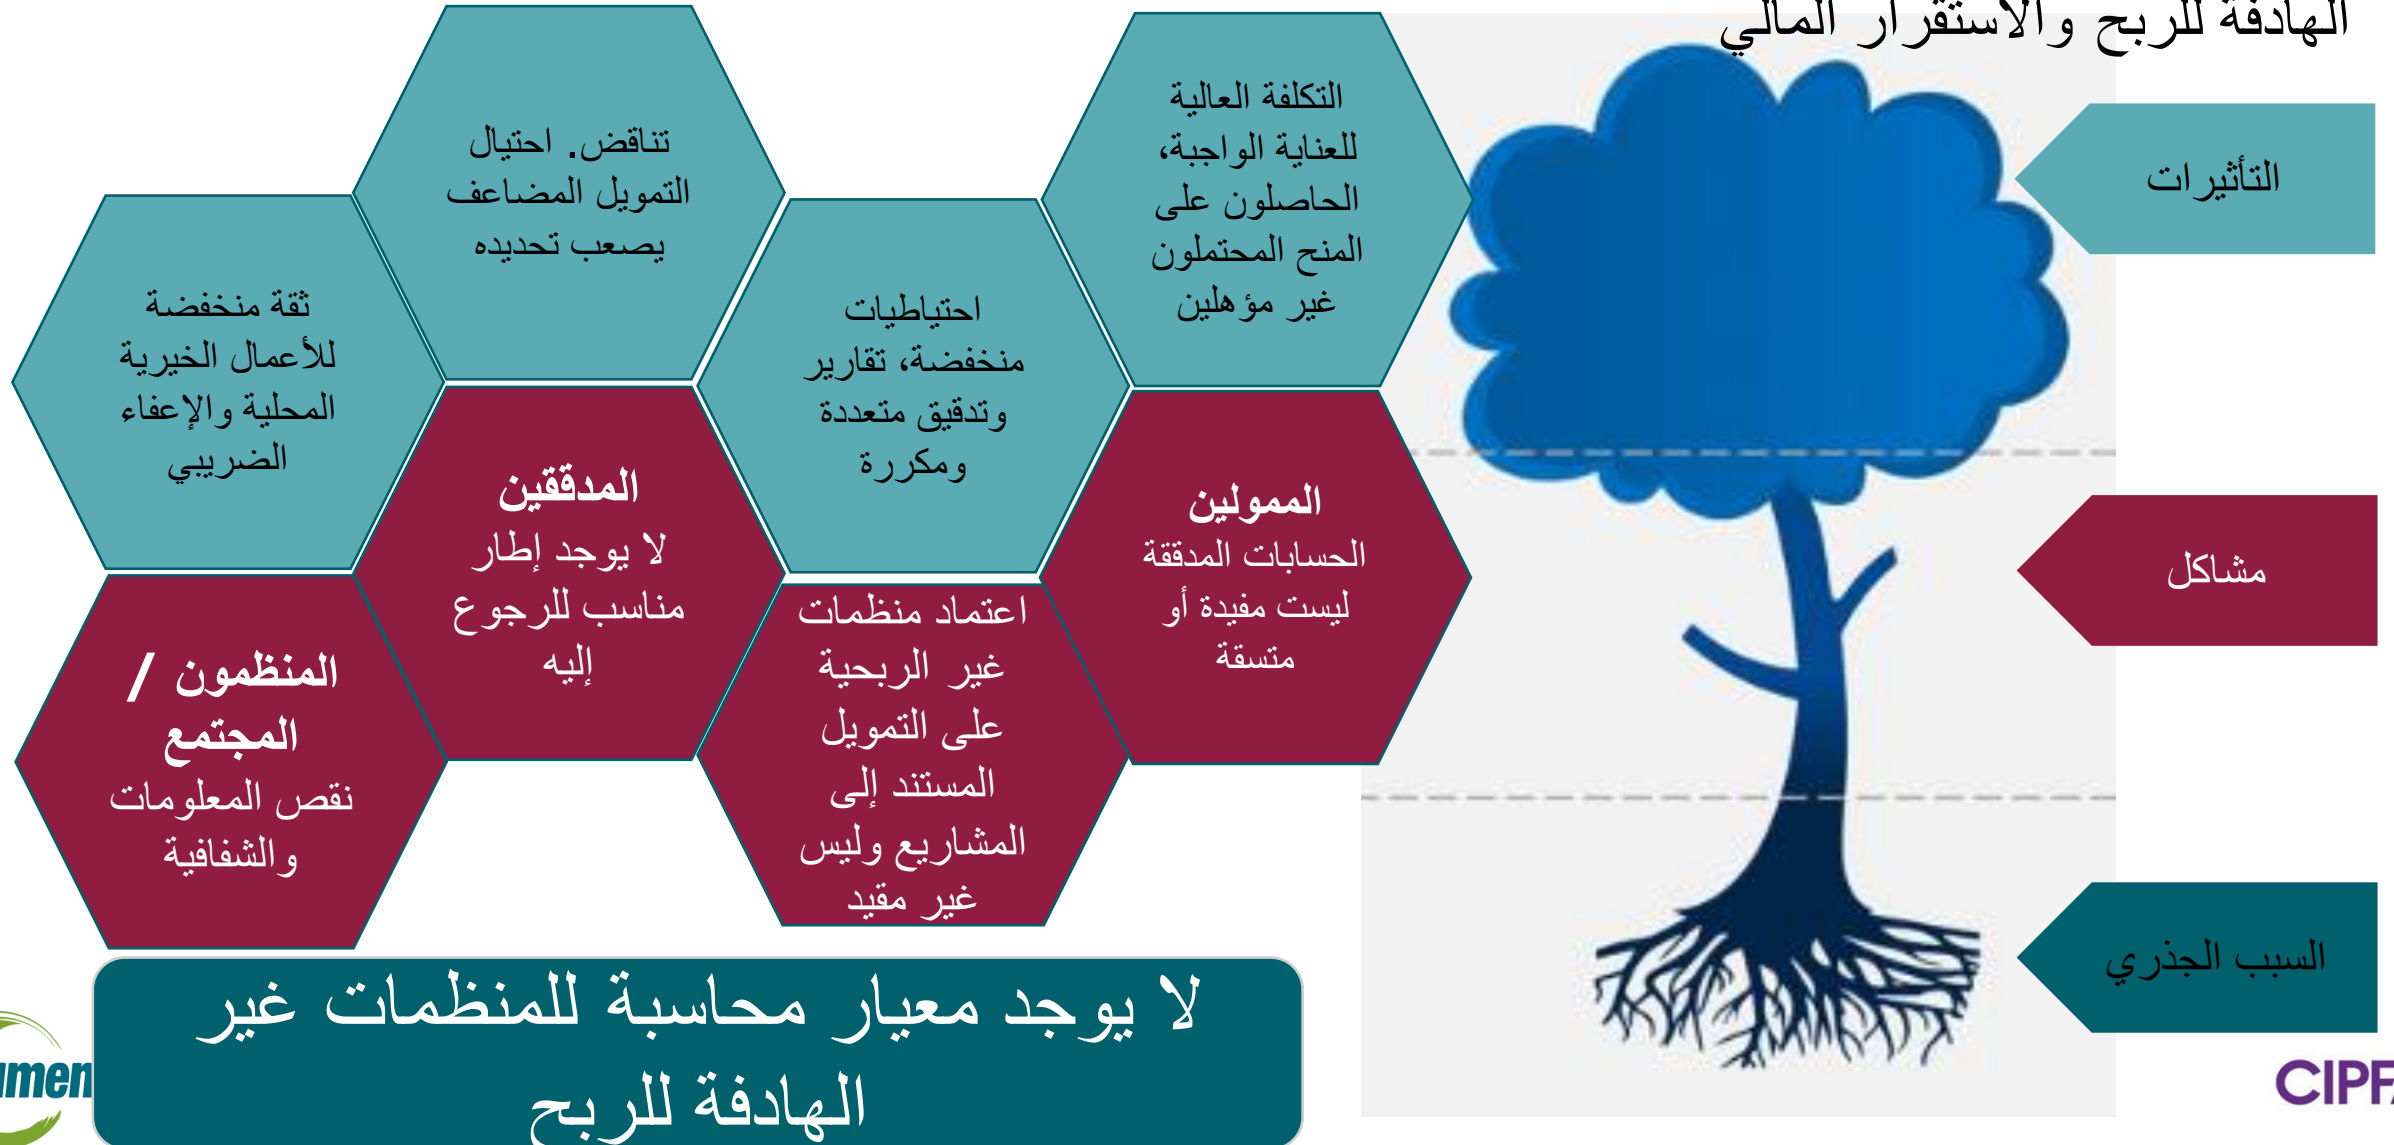 الهادفة للربح والاستقرار المالي
التكلفة العالية
للعناية الواجبة،
الحاصلون على
المنح المحتملون
غير مؤهلين
تناقض. احتيال
التمويل المضاعف
يصعب تحديده
احتياطيات
منخفضة، تقارير
وتدقيق متعددة
ومكررة
ثقة منخفضة
للأعمال الخيرية
المحلية والإعفاء
الضريبي
التأثيرات
الممولين
الحسابات المدققة
ليست مفيدة أو
متسقة
اعتماد منظمات
غير الربحية
على التمويل
المستند إلى
المشاريع وليس
غير مقيد
المدققين
لا يوجد إطار
مناسب للرجوع
إليه
المنظمون /
المجتمع
نقص المعلومات
والشفافية
مشاكل
السبب الجذري
لا يوجد معيار محاسبة للمنظمات غير
الهادفة للربح
CIPF